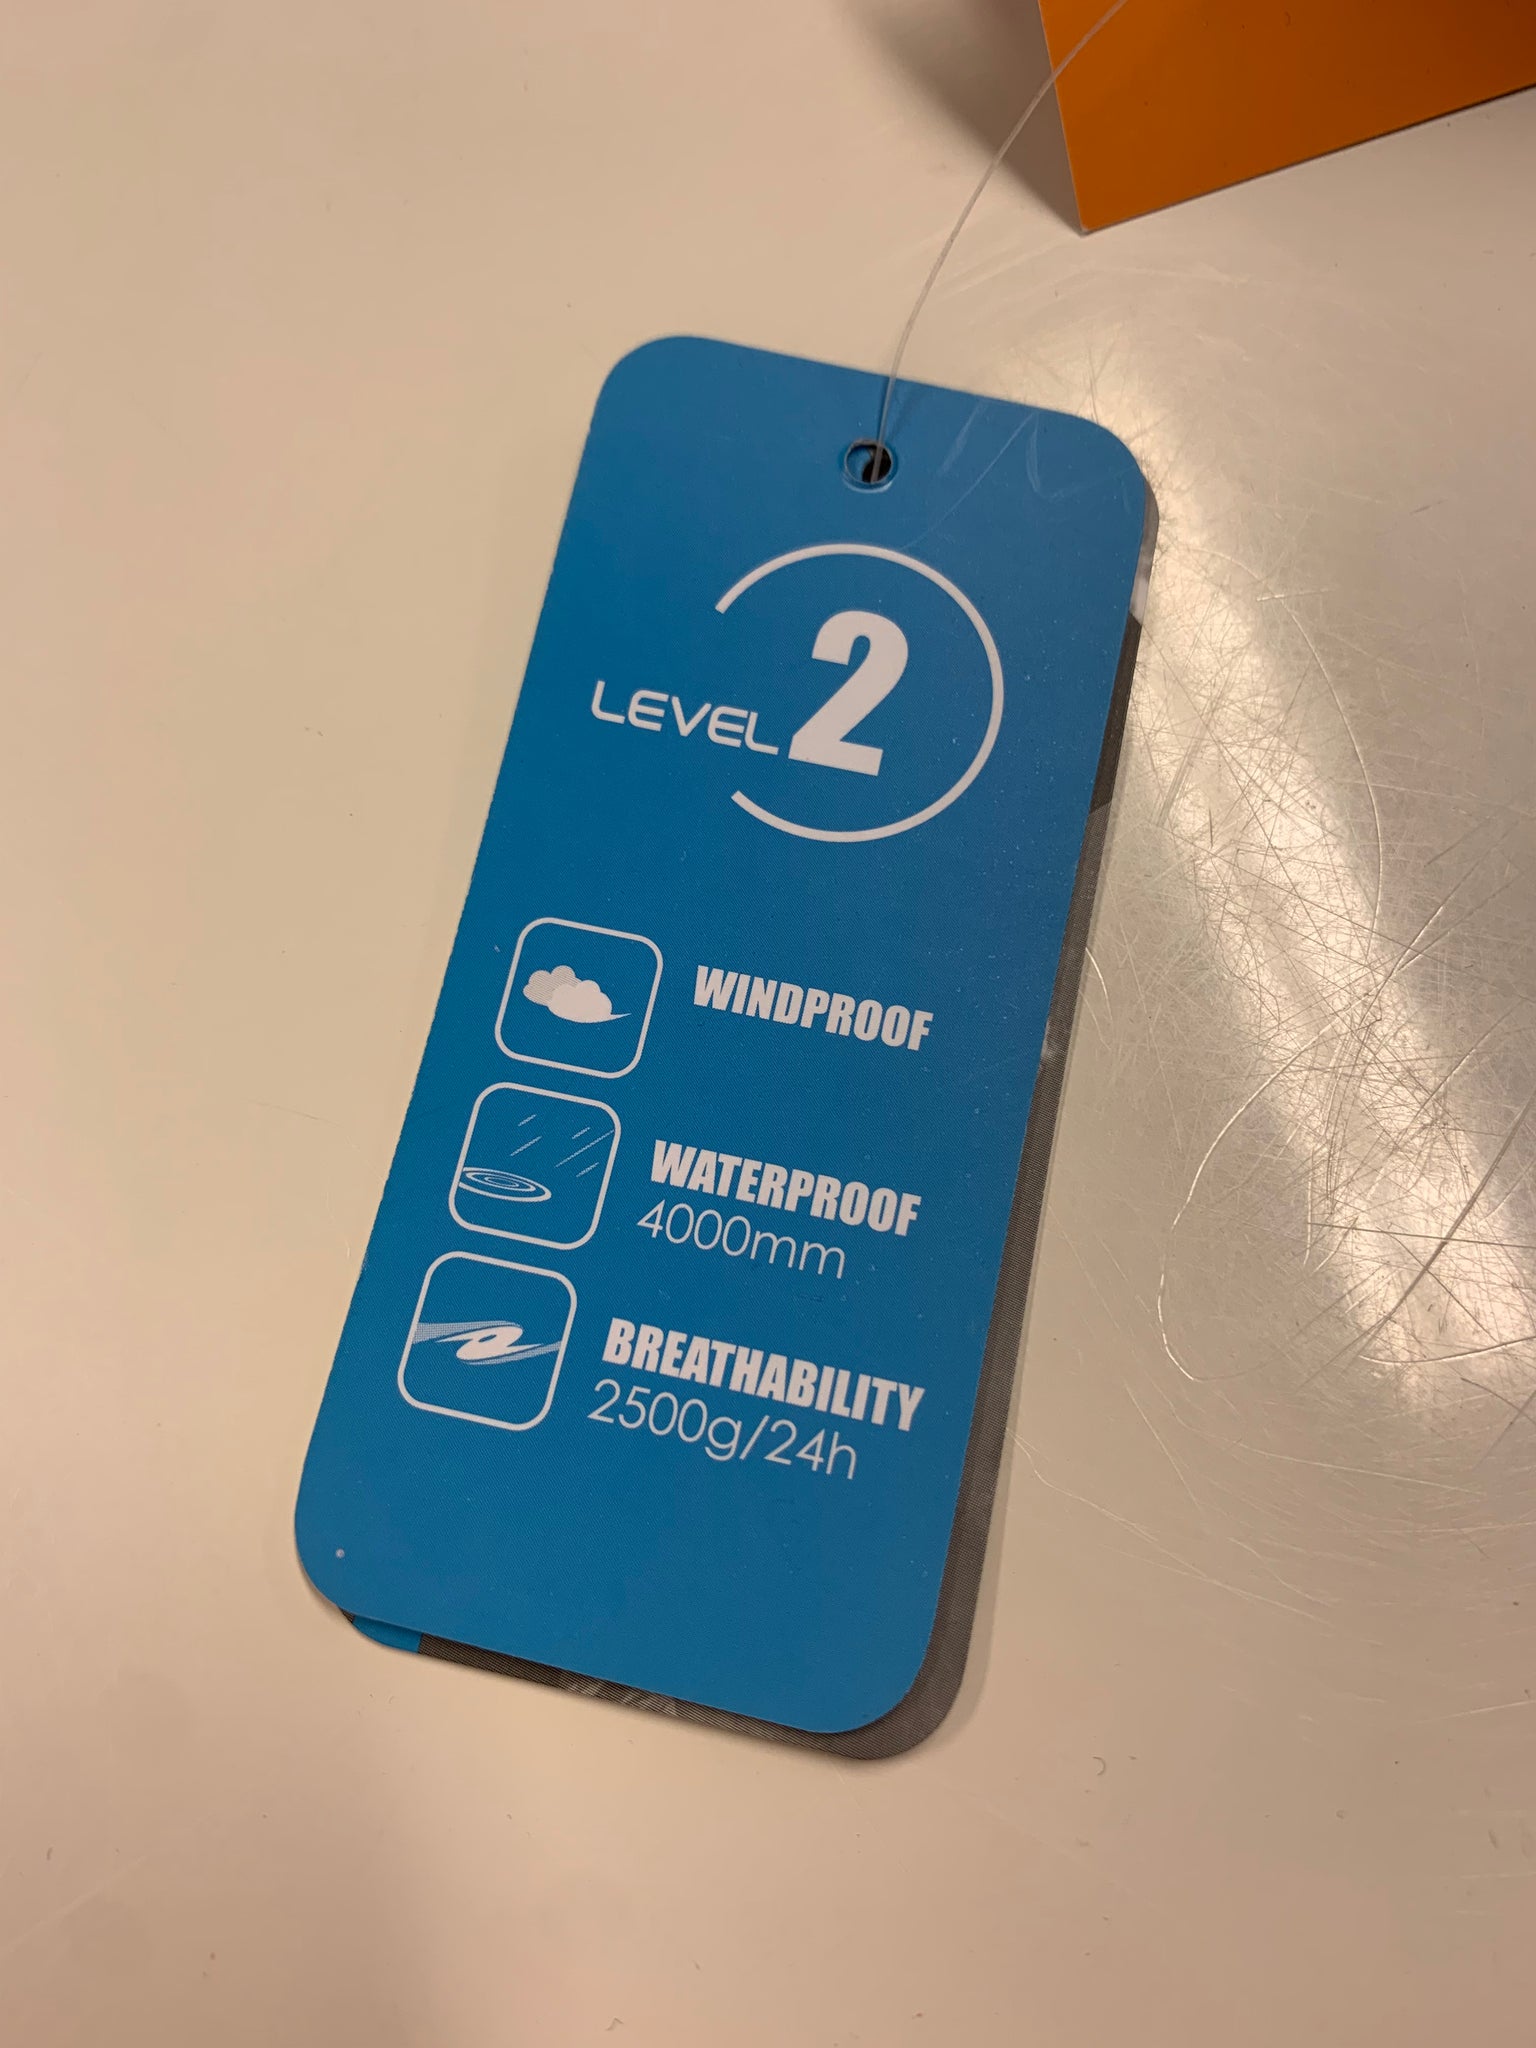 LEVEL 2
WINDPROOF
WATERPROOF
4000mm
BREATHABILITY
2500g/24h